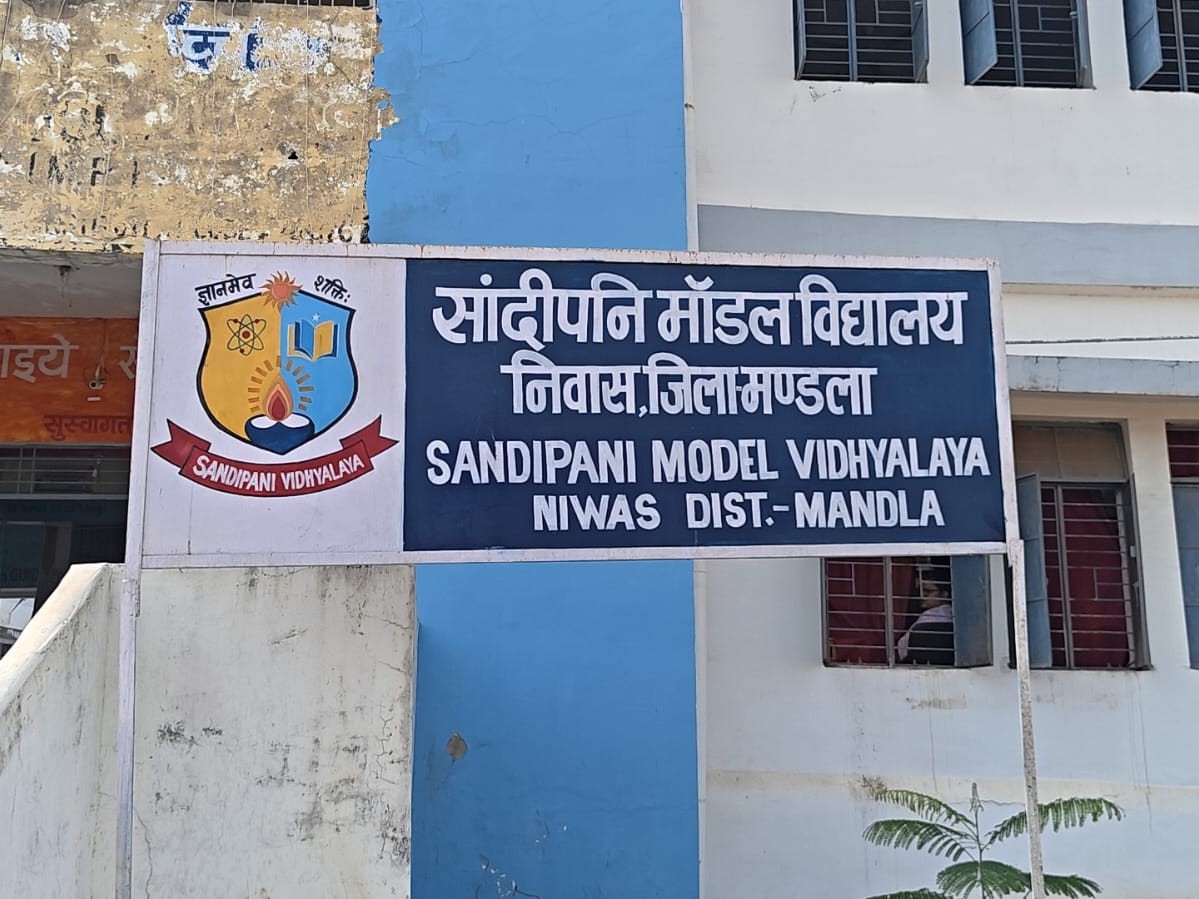 ज्ञानमेव शक्तिः
SANDIPANI VIDHYALAYA
सांदीपनि मॉडल विद्यालय
निवास,जिला-मण्डला
SANDIPANI MODEL VIDHYALAYA
NIWAS DIST.-MANDLA
सुस्वागत